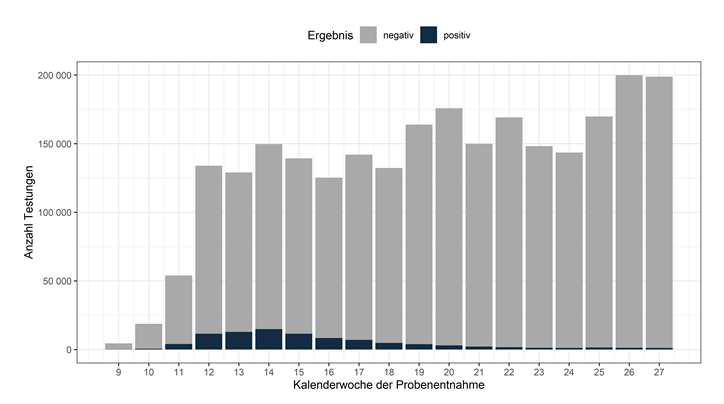 Ergebnis negativ positiv
Anzahl Testungen
200 000
150 000
100 000
50 000
0
9 10 11 12 13 14 15 16 17 18 19 20 21 22 23 24 25 26 27
Kalenderwoche der Probenentnahme